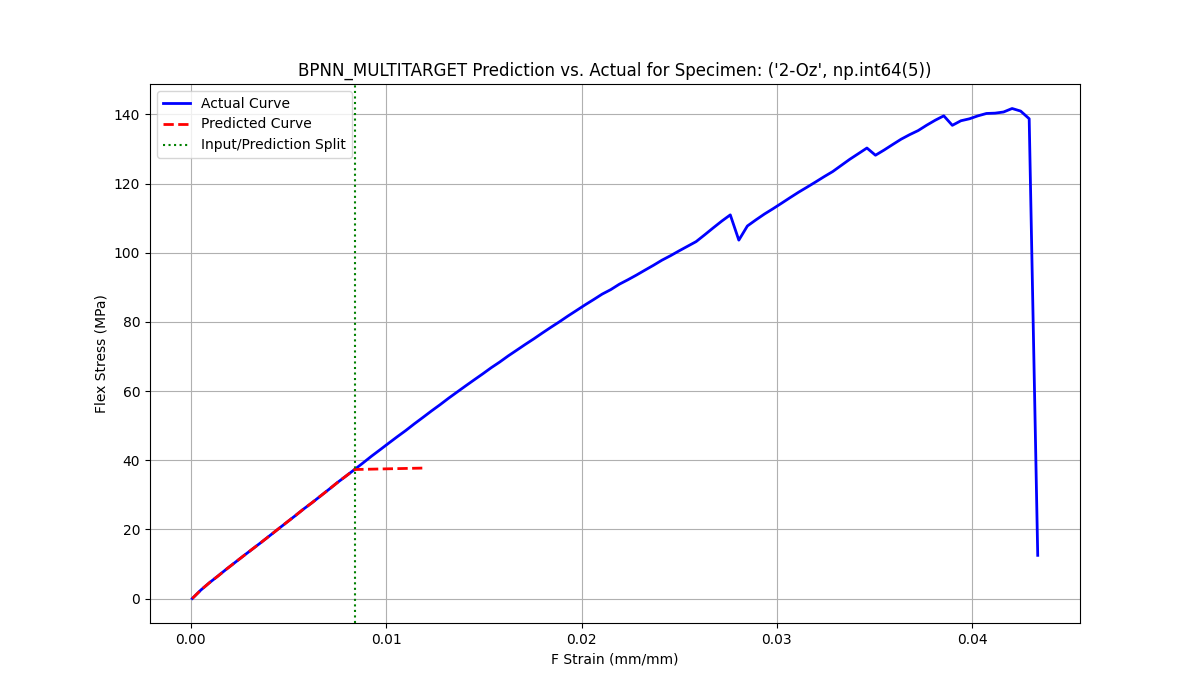 BPNN_MULTITARGET Prediction vs. Actual for Specimen: ('2-Oz', np.int64(5))
Actual Curve
Predicted Curve
Input/Prediction Split
140
120
100
80
60
40
20
0
Flex Stress (MPa)
0.00 0.01 0.02 0.03 0.04
F Strain (mm/mm)